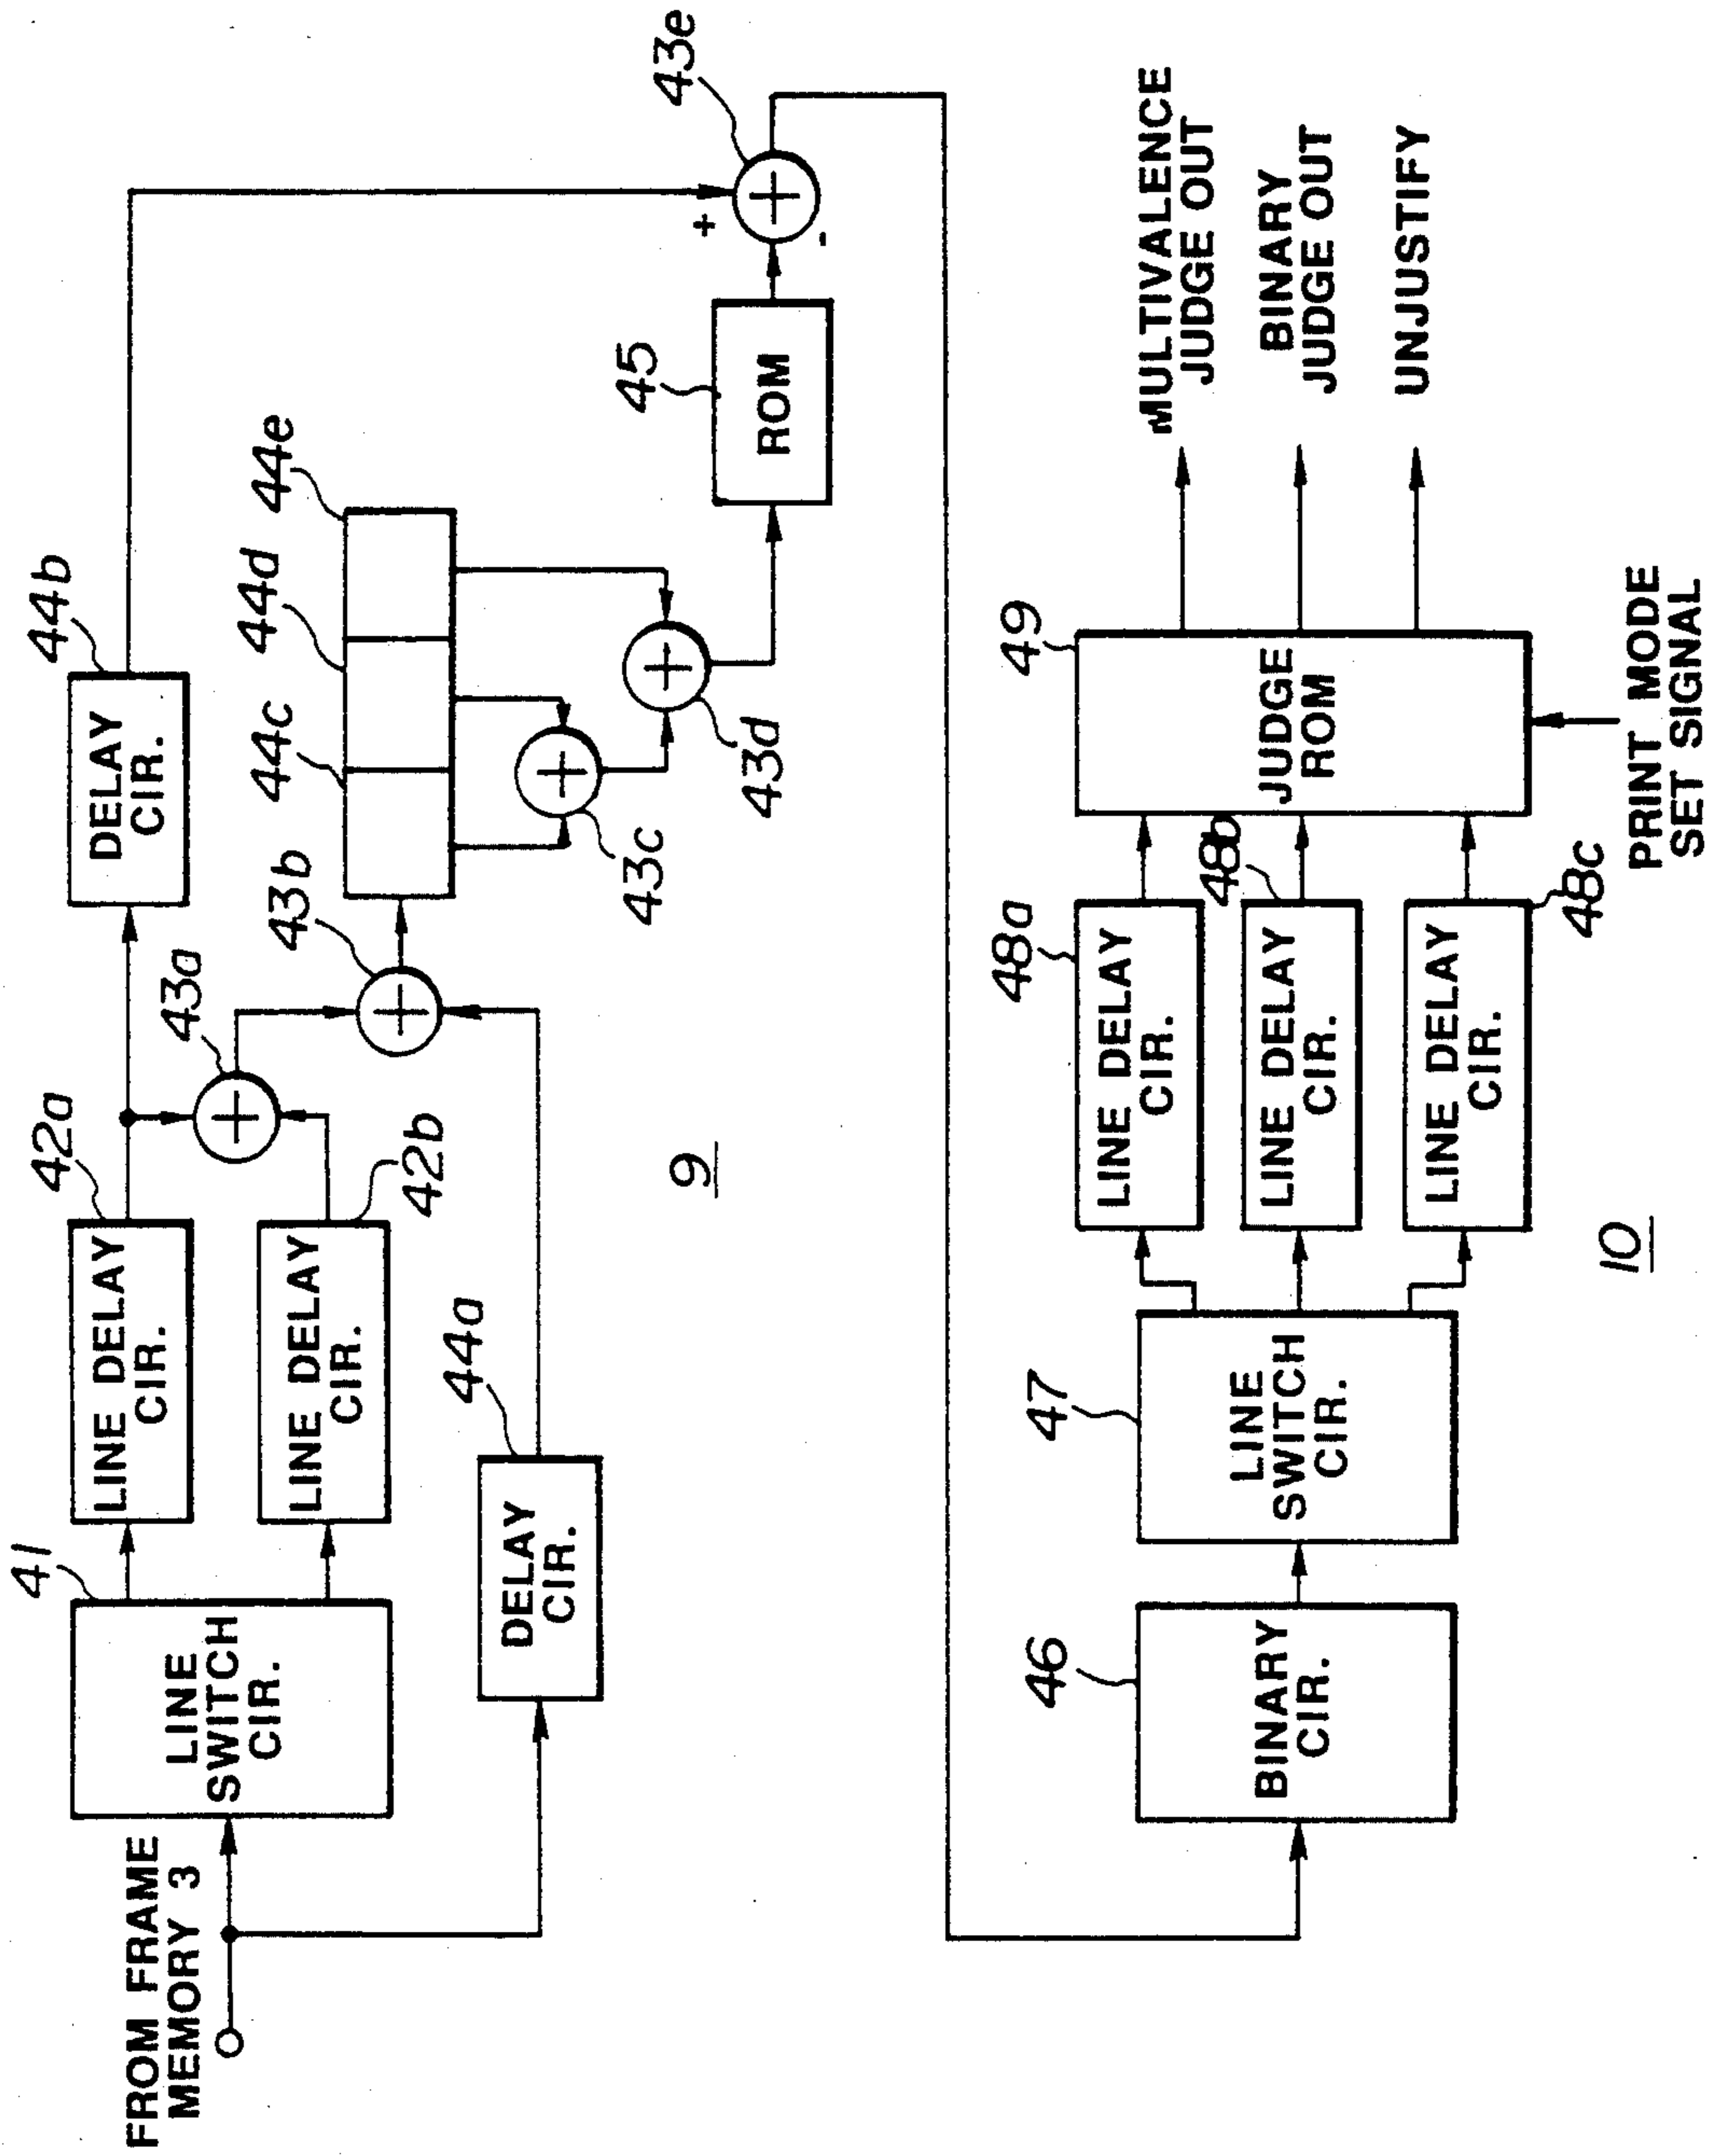 FROM FRAME
MEMORY 3
41
LINE
SWITCH
CIR.
42a
LINE DELAY
CIR.
42b
LINE DELAY
CIR.
44a
DELAY
CIR.
43a
43b
44b
DELAY
CIR.
44c
44d
44e
43c
43d
45
ROM
43e
+
-
9
46
BINARY
CIR.
47
LINE
SWITCH
CIR.
48a
LINE DELAY
CIR.
48b
LINE DELAY
CIR.
48c
LINE DELAY
CIR.
49
JUDGE
ROM
PRINT MODE
SET SIGNAL
MULTIVALENCE
JUDGE OUT
BINARY
JUDGE OUT
UNJUSTIFY
10